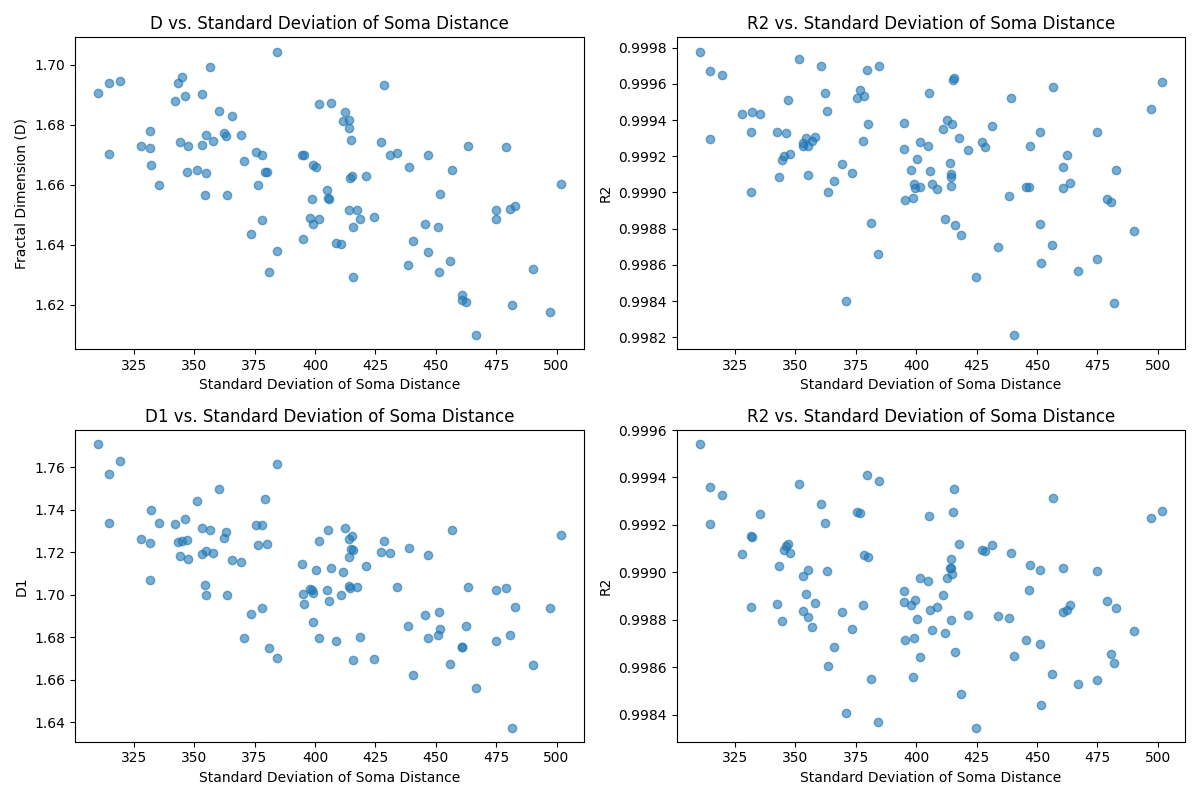 D vs. Standard Deviation of Soma Distance
Fractal Dimension (D)
1.70
1.68
1.66
1.64
1.62
325 350 375 400 425 450 475 500
Standard Deviation of Soma Distance
R2 vs. Standard Deviation of Soma Distance
R2
0.9998
0.9996
0.9994
0.9992
0.9990
0.9988
0.9986
0.9984
0.9982
325 350 375 400 425 450 475 500
Standard Deviation of Soma Distance
D1 vs. Standard Deviation of Soma Distance
D1
1.76
1.74
1.72
1.70
1.68
1.66
1.64
325 350 375 400 425 450 475 500
Standard Deviation of Soma Distance
R2 vs. Standard Deviation of Soma Distance
R2
0.9996
0.9994
0.9992
0.9990
0.9988
0.9986
0.9984
325 350 375 400 425 450 475 500
Standard Deviation of Soma Distance